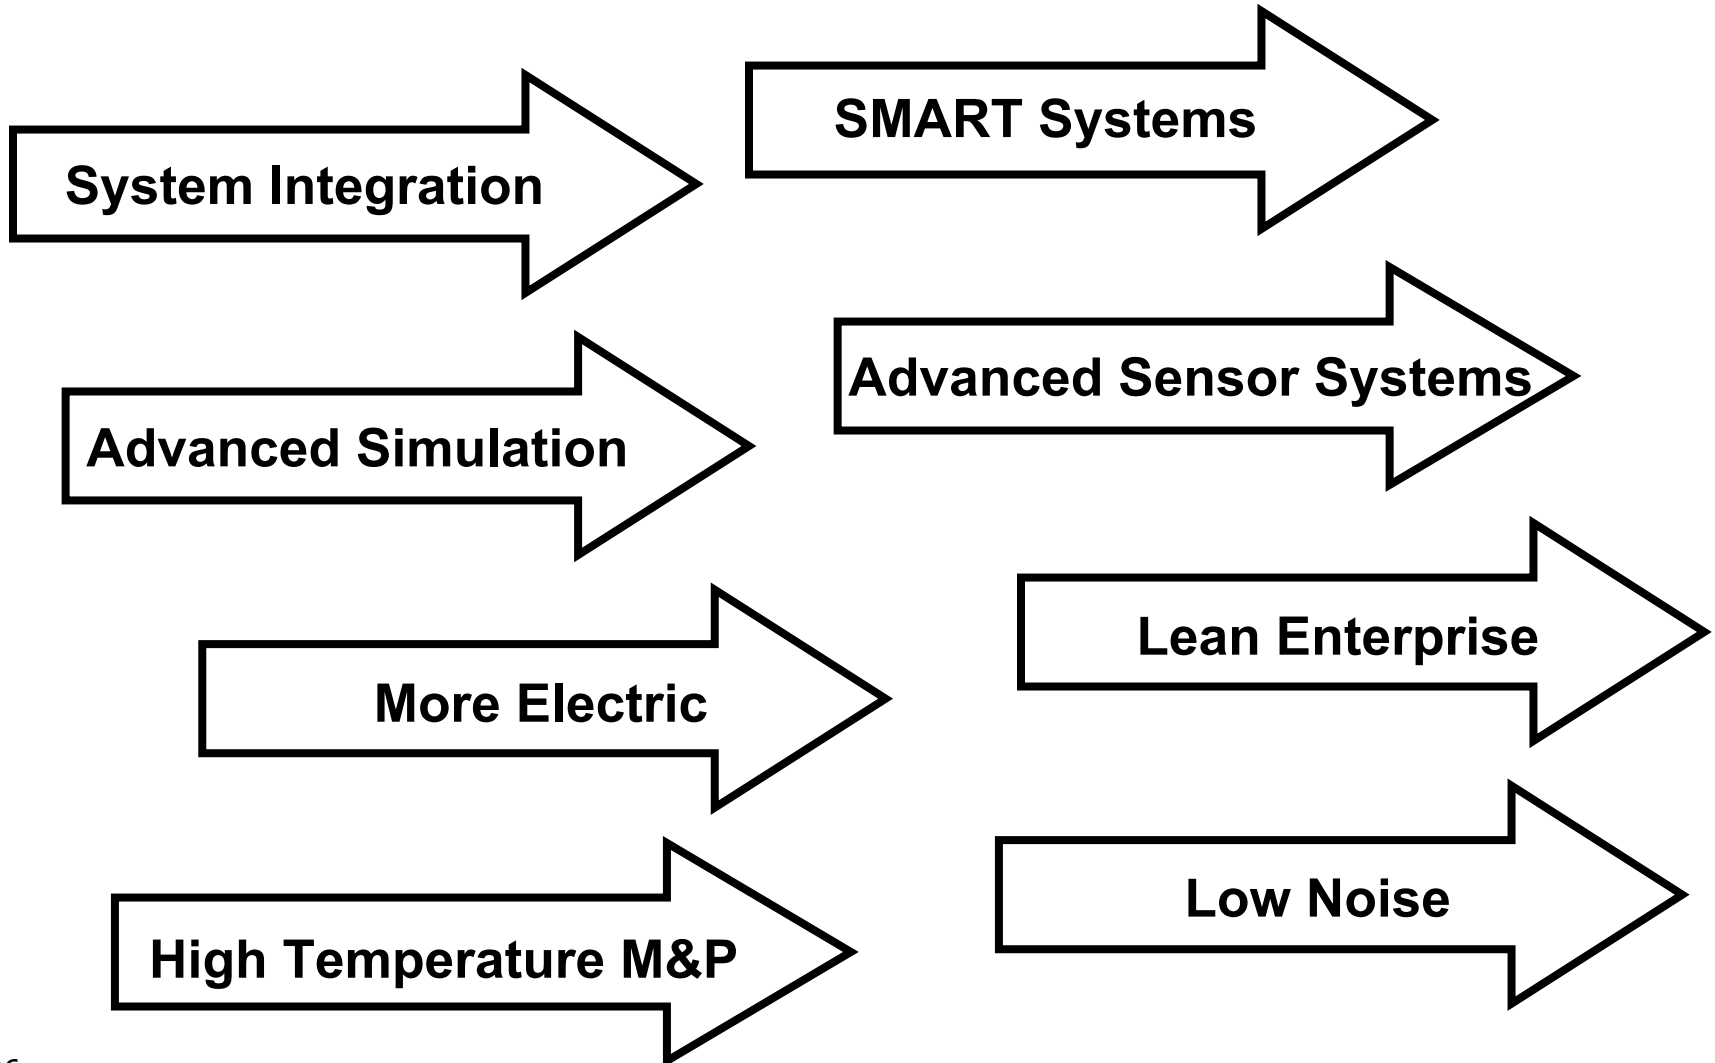 System Integration
SMART Systems
Advanced Simulation
Advanced Sensor Systems
More Electric
Lean Enterprise
High Temperature M&P
Low Noise